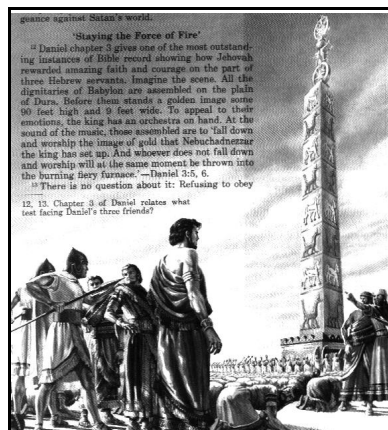 geance against Satan's world.
'Staying the Force of Fire'
12 Daniel chapter 3 gives one of the most outstand-
ing instances of Bible record showing how Jehovah
rewarded amazing faith and courage on the part of
three Hebrew servants. Imagine the scene. All the
dignitaries of Babylon are assembled on the plain
of Dura. Before them stands a golden image some
90 feet high and 9 feet wide. To appeal to their
emotions, the king has an orchestra on hand. At the
sound of the music, those assembled are to 'fall down
and worship the image of gold that Nebuchadnezzar
the king has set up. And whoever does not fall down
and worship will at the same moment be thrown into
the burning fiery furnace.'—Daniel 3:5, 6.
13 There is no question about it: Refusing to obey
12, 13. Chapter 3 of Daniel relates what
test facing Daniel's three friends?